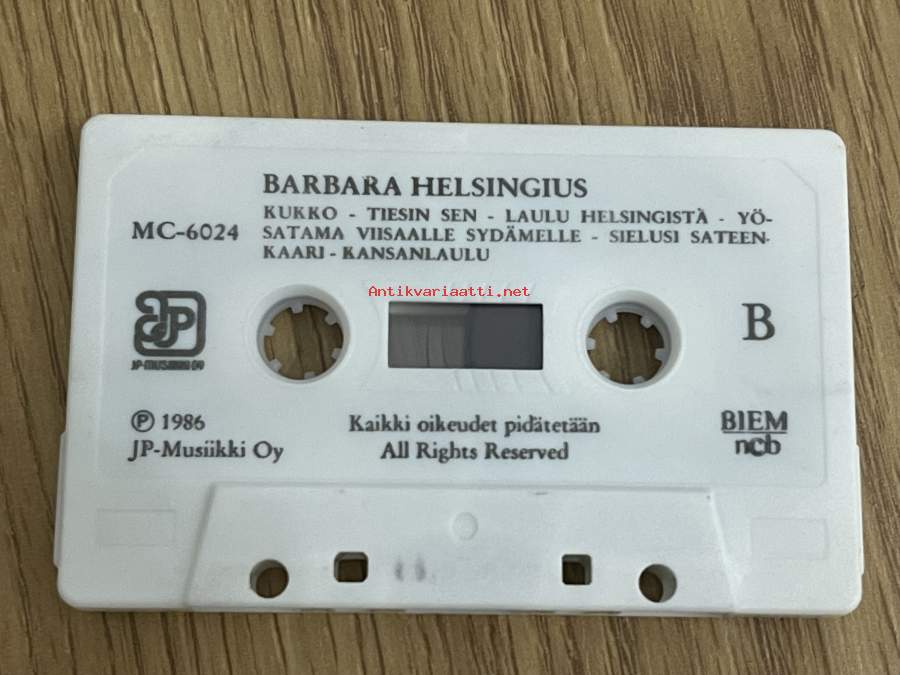 BARBARA HELSINGIUS
MC-6024
KUKKO - TIESIN SEN - LAULU HELSINGISTÄ - YÖ-
SATAMA VIISAALLE SYDÄMELLE - SIELUSI SATEEN-
KAARI - KANSANLAULU
Antikvariaatti.net
JP
JP-MUSIIKKI OY
B
Ⓟ 1986
JP-Musiikki Oy
Kaikki oikeudet pidätetään
All Rights Reserved
BIEM
ncb